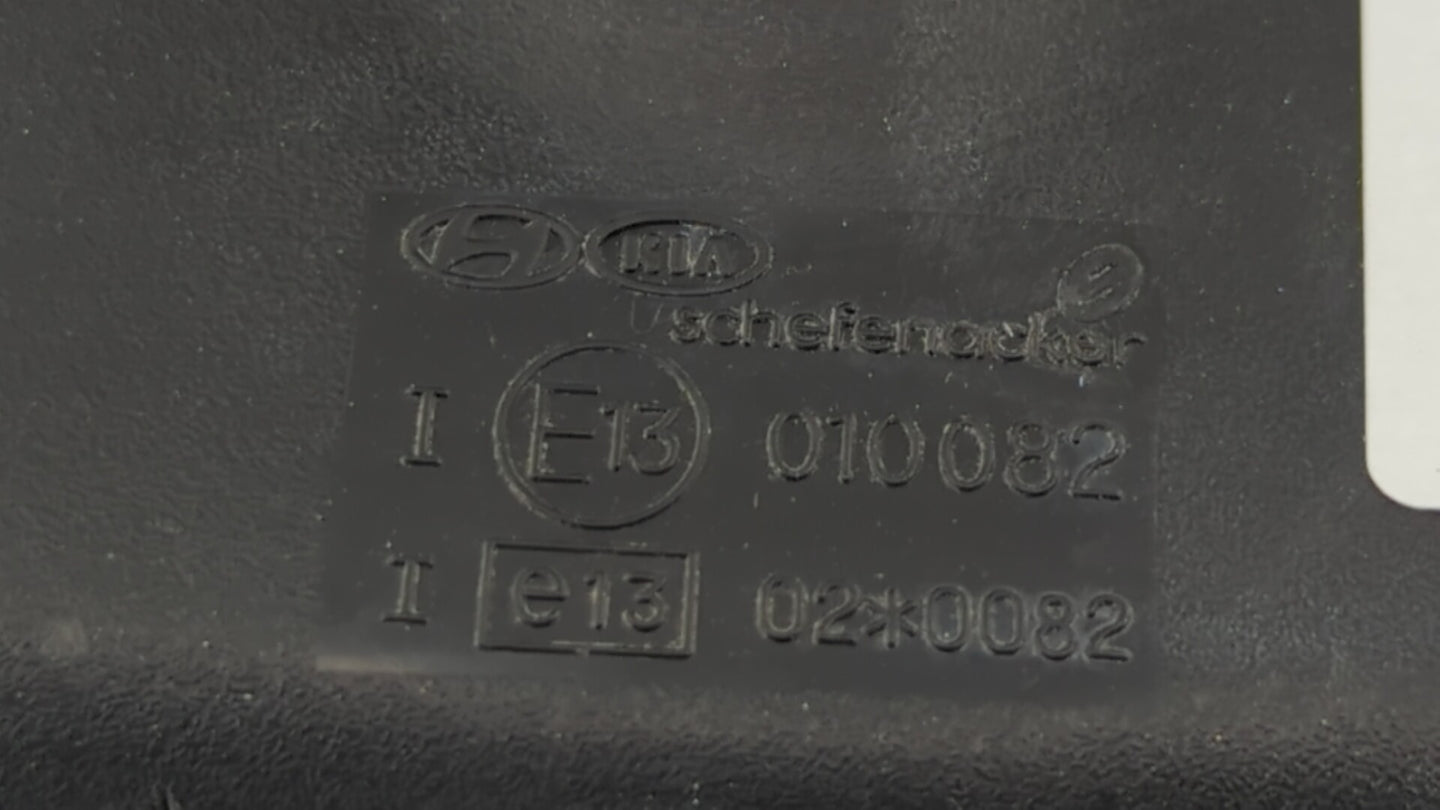 KIA
schefenacker
I E13 010082
I e13 02*0082